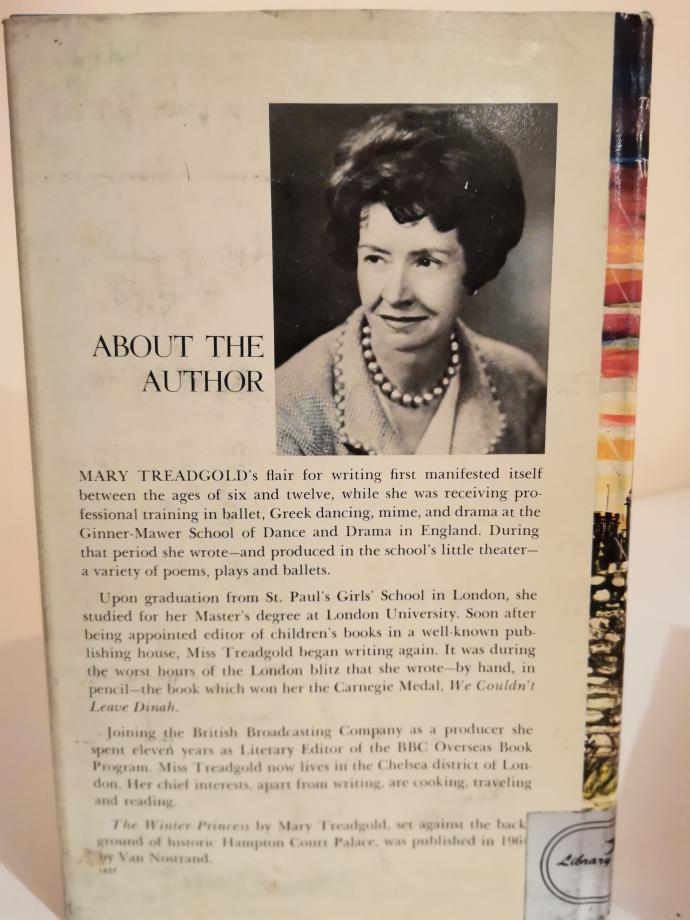 ABOUT THE
AUTHOR
MARY TREADGOLD's flair for writing first manifested itself
between the ages of six and twelve, while she was receiving pro-
fessional training in ballet, Greek dancing, mime, and drama at the
Ginner-Mawer School of Dance and Drama in England. During
that period she wrote—and produced in the school's little theater—
a variety of poems, plays and ballets.
Upon graduation from St. Paul's Girls' School in London, she
studied for her Master's degree at London University. Soon after
being appointed editor of children's books in a well-known pub-
lishing house, Miss Treadgold began writing again. It was during
the worst hours of the London blitz that she wrote—by hand, in
pencil—the book which won her the Carnegie Medal, We Couldn't
Leave Dinah.
Joining the British Broadcasting Company as a producer she
spent eleven years as Literary Editor of the BBC Overseas Book
Program. Miss Treadgold now lives in the Chelsea district of Lon-
don. Her chief interests, apart from writing, are cooking, traveling
and reading.
The Winter Princess by Mary Treadgold, set against the back
ground of historic Hampton Court Palace, was published in 196
by Van Nostrand.
Library